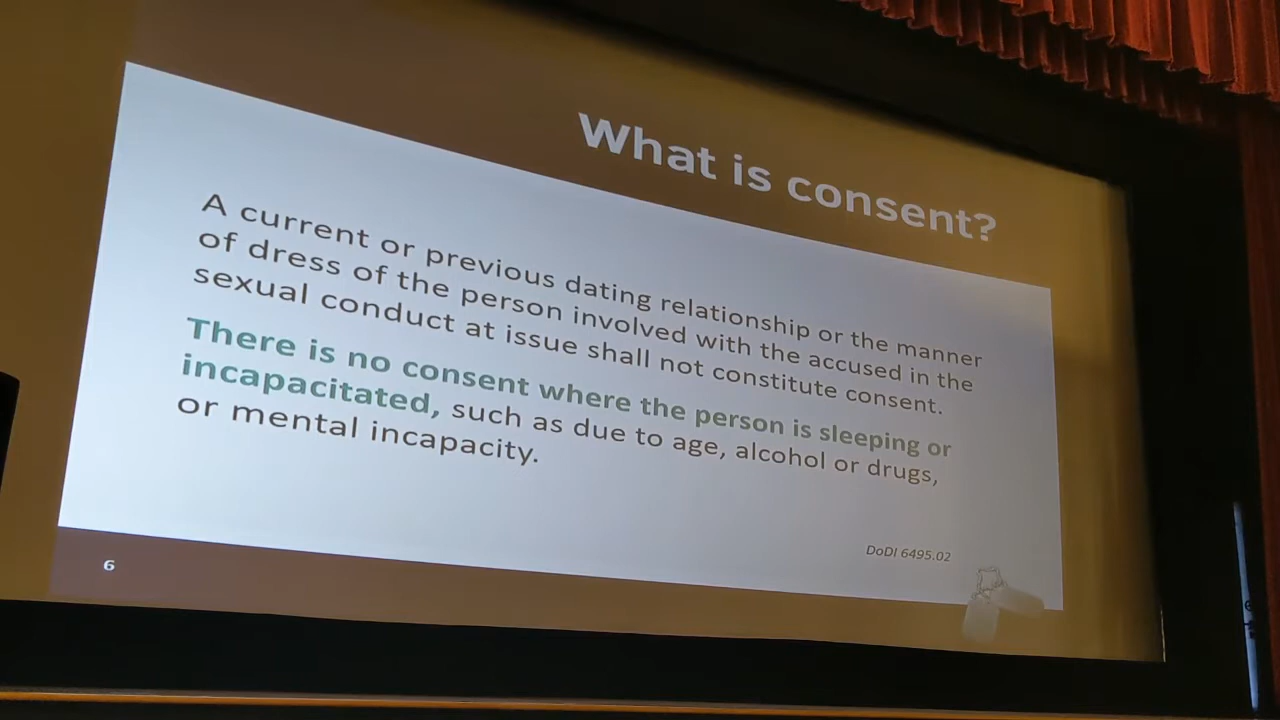 What is consent?
A current or previous dating relationship or the manner
of dress of the person involved with the accused in the
sexual conduct at issue shall not constitute consent.
There is no consent where the person is sleeping or
incapacitated, such as due to age, alcohol or drugs,
or mental incapacity.
DoDI 6495.02
6